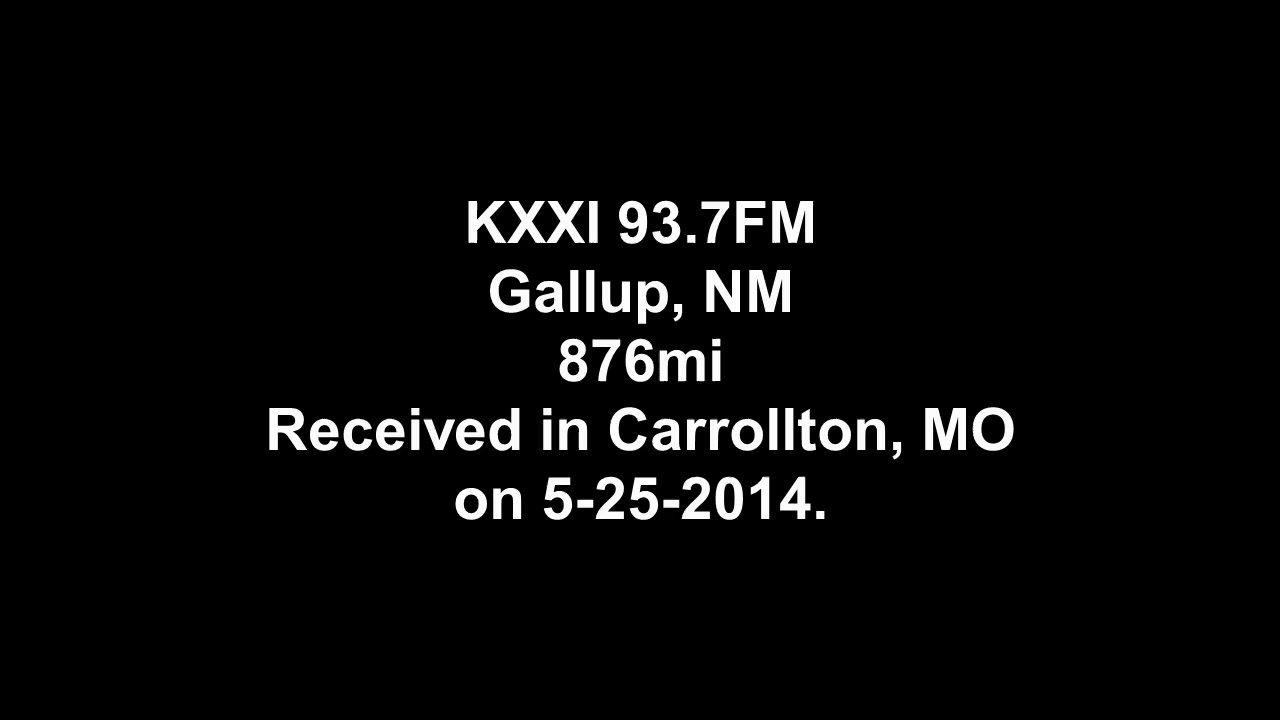 KXXI 93.7FM
Gallup, NM
876mi
Received in Carrollton, MO
on 5-25-2014.